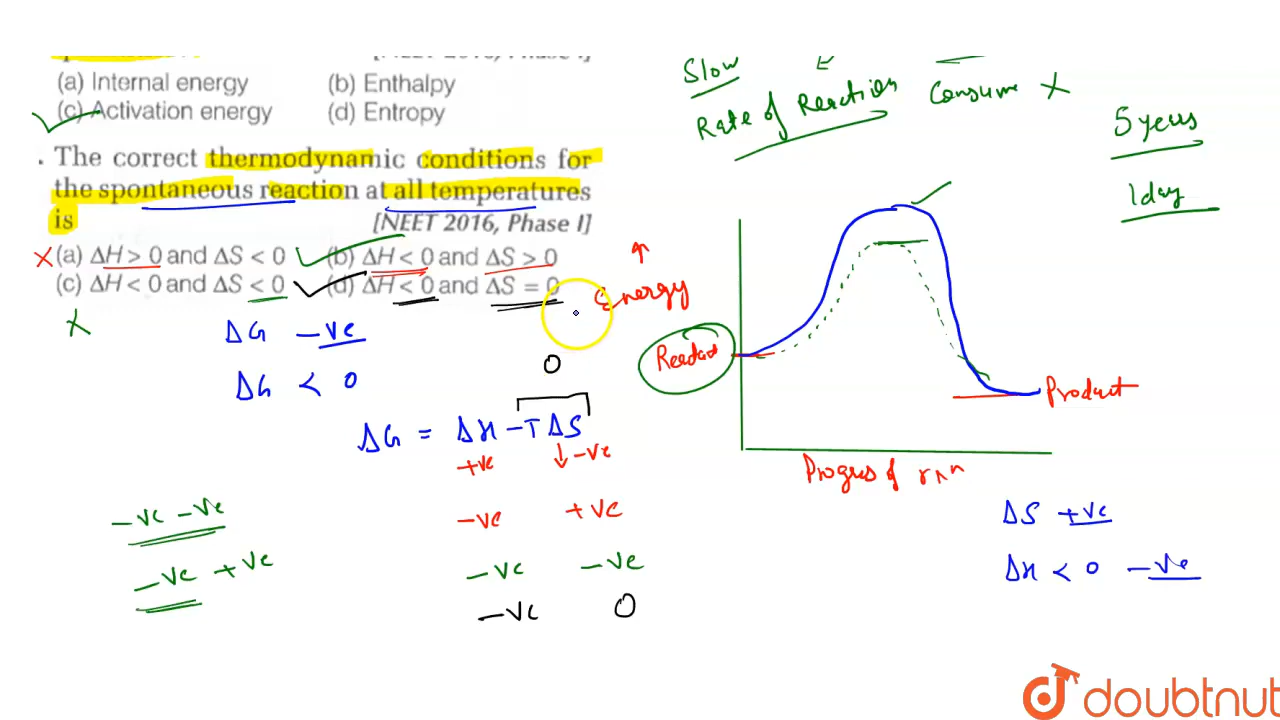 (a) Internal energy (b) Enthalpy
(c) Activation energy (d) Entropy
. The correct thermodynamic conditions for
the spontaneous reaction at all temperatures
is [NEET 2016, Phase I]
(a) ΔH > 0 and ΔS < 0 (b) ΔH < 0 and ΔS > 0
(c) ΔH < 0 and ΔS < 0 (d) ΔH < 0 and ΔS = 0
ΔG -ve
ΔG < 0
0
ΔG = ΔH - T ΔS
+ve ↓ -ve
-ve +ve
-ve -ve
-ve 0
-ve -ve
-ve +ve
Slow
Rate of Reaction
Consume X
5 years
1 day
↑
Energy
Product
Progres of rxn
ΔS +ve
ΔH < 0 -ve
doubtnut